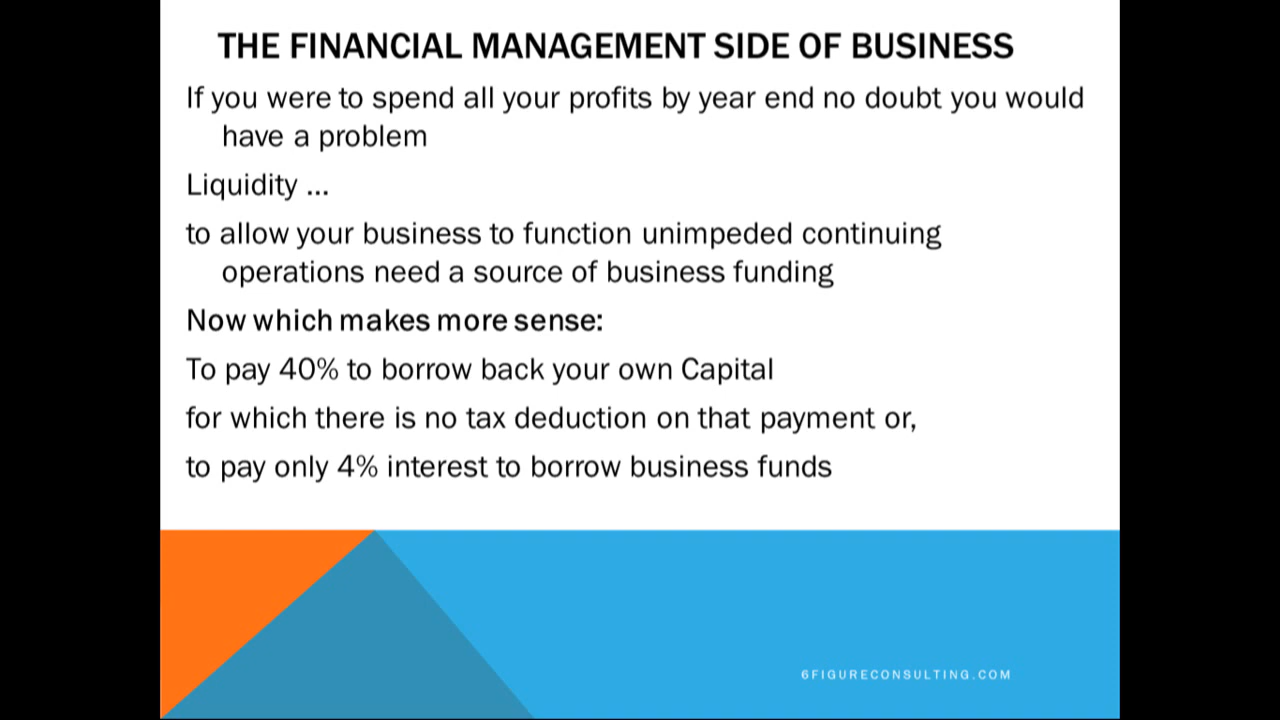 THE FINANCIAL MANAGEMENT SIDE OF BUSINESS
If you were to spend all your profits by year end no doubt you would
have a problem
Liquidity ...
to allow your business to function unimpeded continuing
operations need a source of business funding
Now which makes more sense:
To pay 40% to borrow back your own Capital
for which there is no tax deduction on that payment or,
to pay only 4% interest to borrow business funds
6FIGURECONSULTING.COM